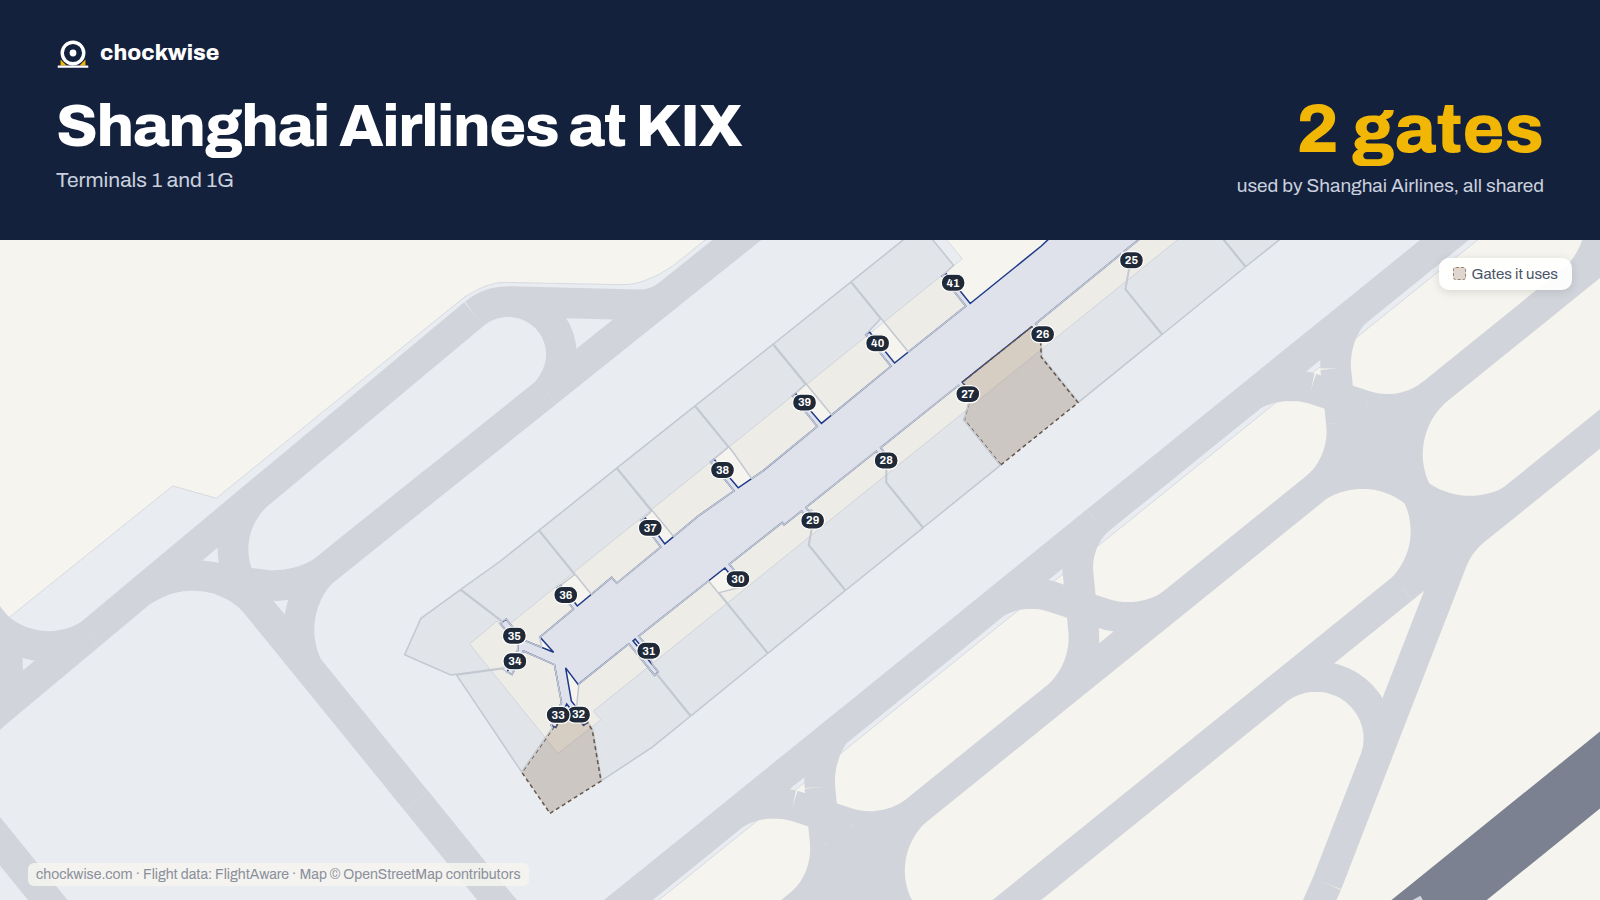 chockwise
Shanghai Airlines at KIX
Terminals 1 and 1G
2 gates
used by Shanghai Airlines, all shared
Gates it uses
25
41
26
40
27
39
28
38
29
37
30
36
35
31
34
33
32
chockwise.com · Flight data: FlightAware · Map © OpenStreetMap contributors